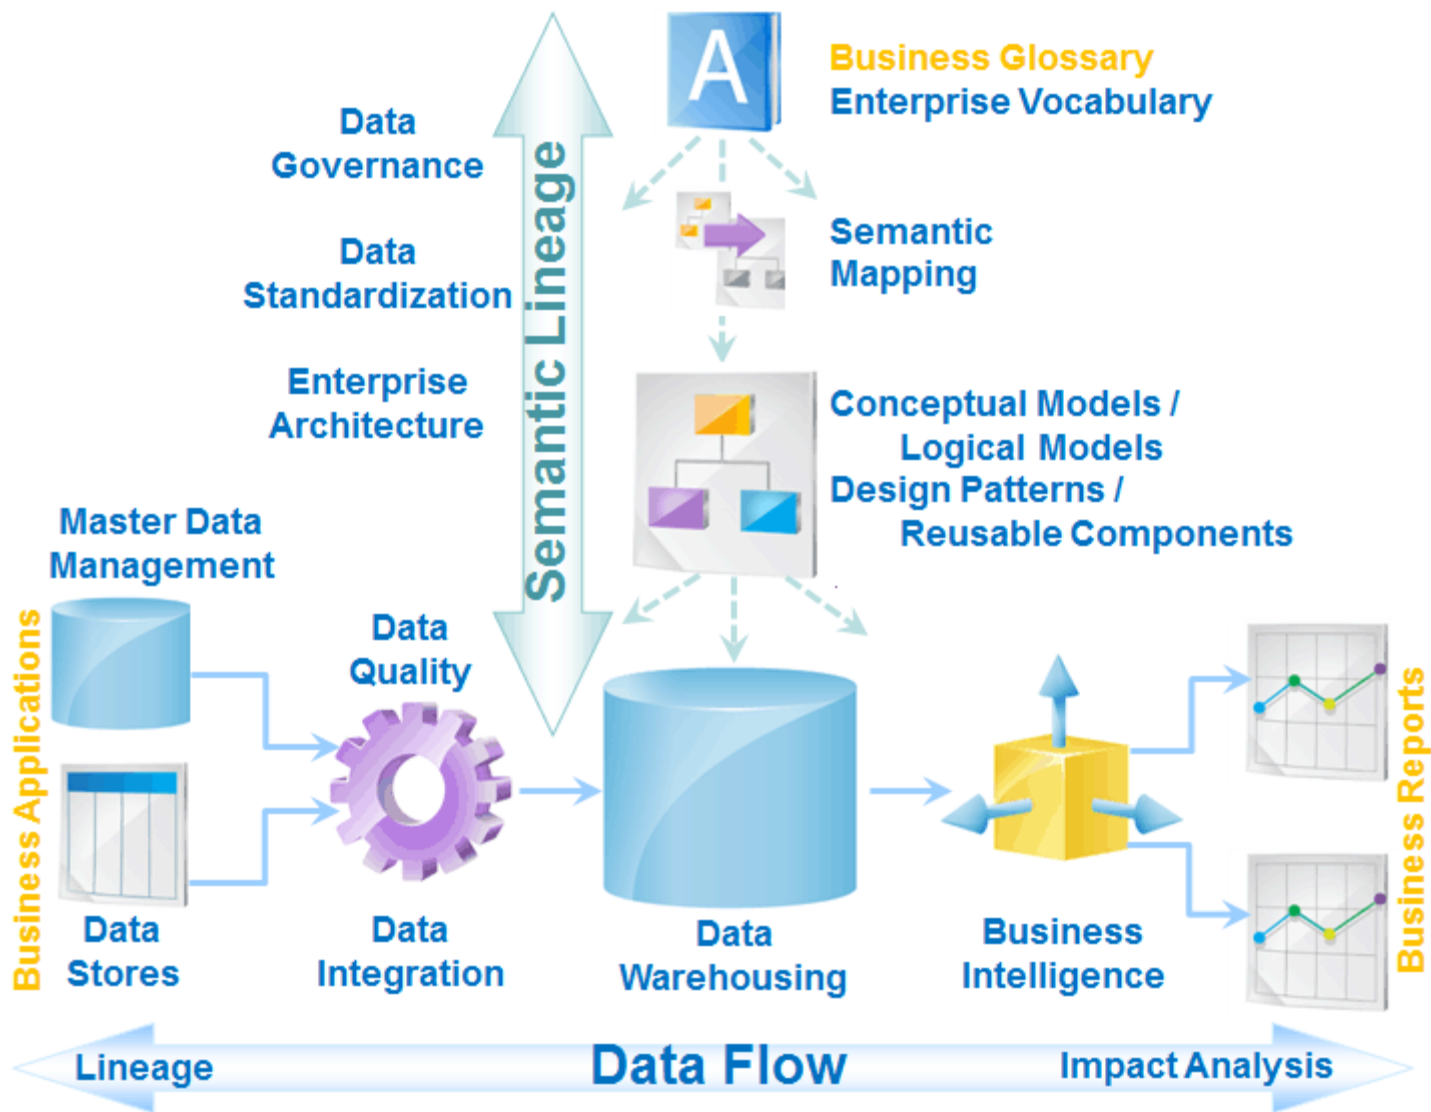 A
Business Glossary
Enterprise Vocabulary
Data
Governance
Semantic
Mapping
Data
Standardization
Semantic Lineage
Enterprise
Architecture
Conceptual Models /
Logical Models
Design Patterns /
Reusable Components
Master Data
Management
Data
Quality
Business Applications
Business Reports
Data
Stores
Data
Integration
Data
Warehousing
Business
Intelligence
Lineage
Data Flow
Impact Analysis